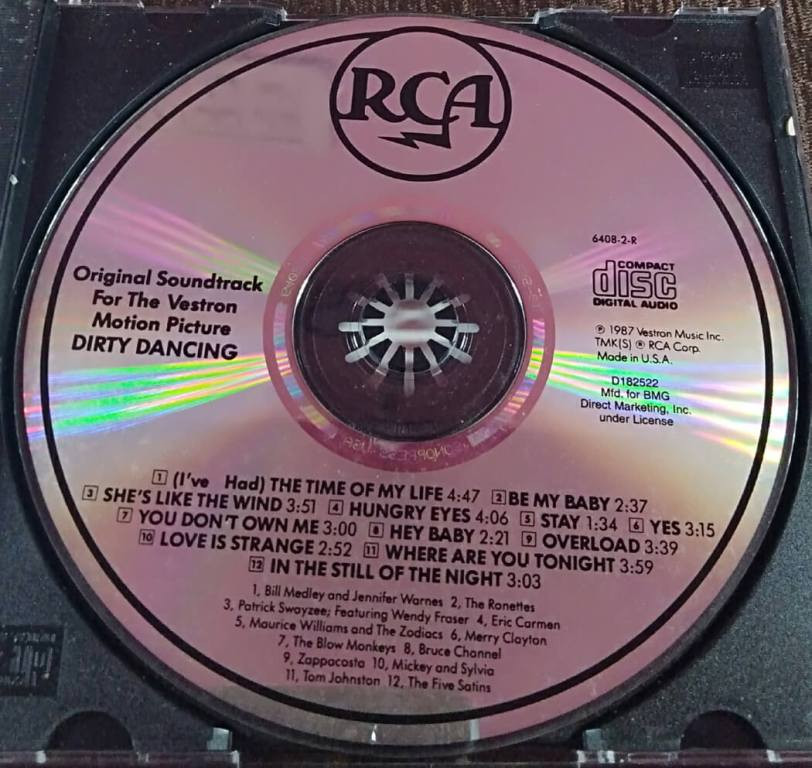 RCA
Original Soundtrack
For The Vestron
Motion Picture
DIRTY DANCING
6408-2-R
COMPACT
disc
DIGITAL AUDIO
℗ 1987 Vestron Music Inc.
TMK(S) ® RCA Corp.
Made in U.S.A.
D182522
Mfd. for BMG
Direct Marketing, Inc.
under License
1 (I've Had) THE TIME OF MY LIFE 4:47 2 BE MY BABY 2:37
3 SHE'S LIKE THE WIND 3:51 4 HUNGRY EYES 4:06 5 STAY 1:34 6 YES 3:15
7 YOU DON'T OWN ME 3:00 8 HEY BABY 2:21 9 OVERLOAD 3:39
10 LOVE IS STRANGE 2:52 11 WHERE ARE YOU TONIGHT 3:59
12 IN THE STILL OF THE NIGHT 3:03
1, Bill Medley and Jennifer Warnes 2, The Ronettes
3, Patrick Swayzee; Featuring Wendy Fraser 4, Eric Carmen
5, Maurice Williams and The Zodiacs 6, Merry Clayton
7, The Blow Monkeys 8, Bruce Channel
9, Zappacosta 10, Mickey and Sylvia
11, Tom Johnston 12, The Five Satins